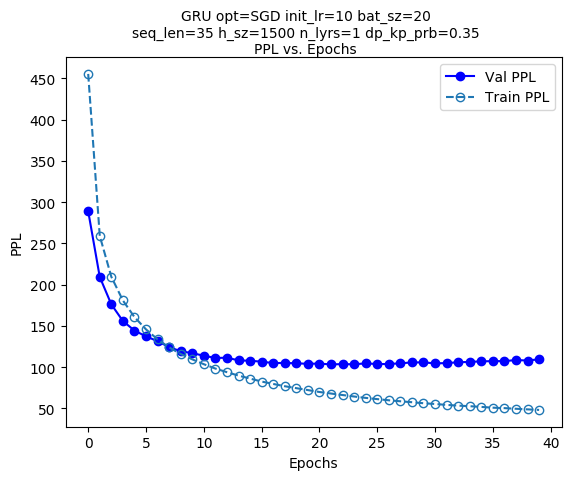 GRU opt=SGD init_lr=10 bat_sz=20
seq_len=35 h_sz=1500 n_lyrs=1 dp_kp_prb=0.35
PPL vs. Epochs
Val PPL
Train PPL
PPL
450
400
350
300
250
200
150
100
50
0 5 10 15 20 25 30 35 40
Epochs